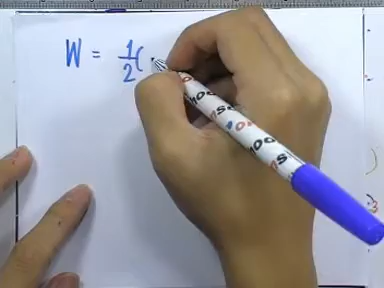 W = 1/2(